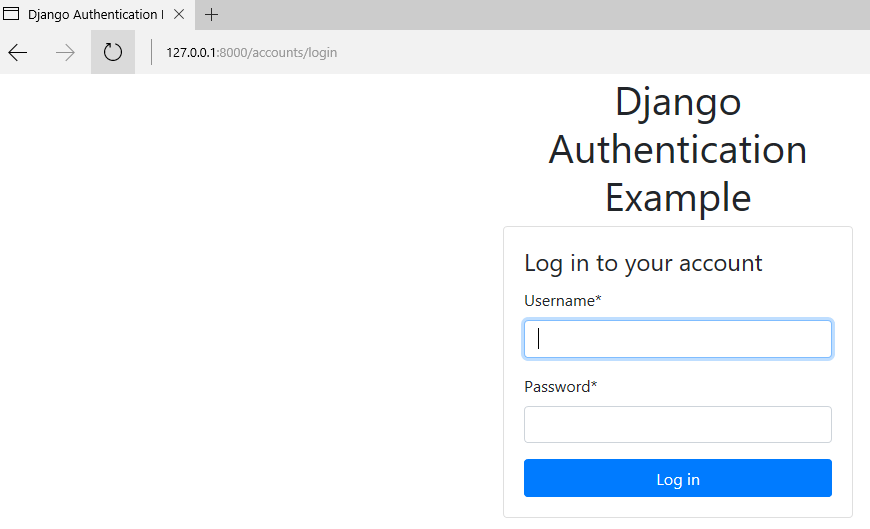 Django Authentication I
127.0.0.1:8000/accounts/login
Django
Authentication
Example
Log in to your account
Username*
Password*
Log in